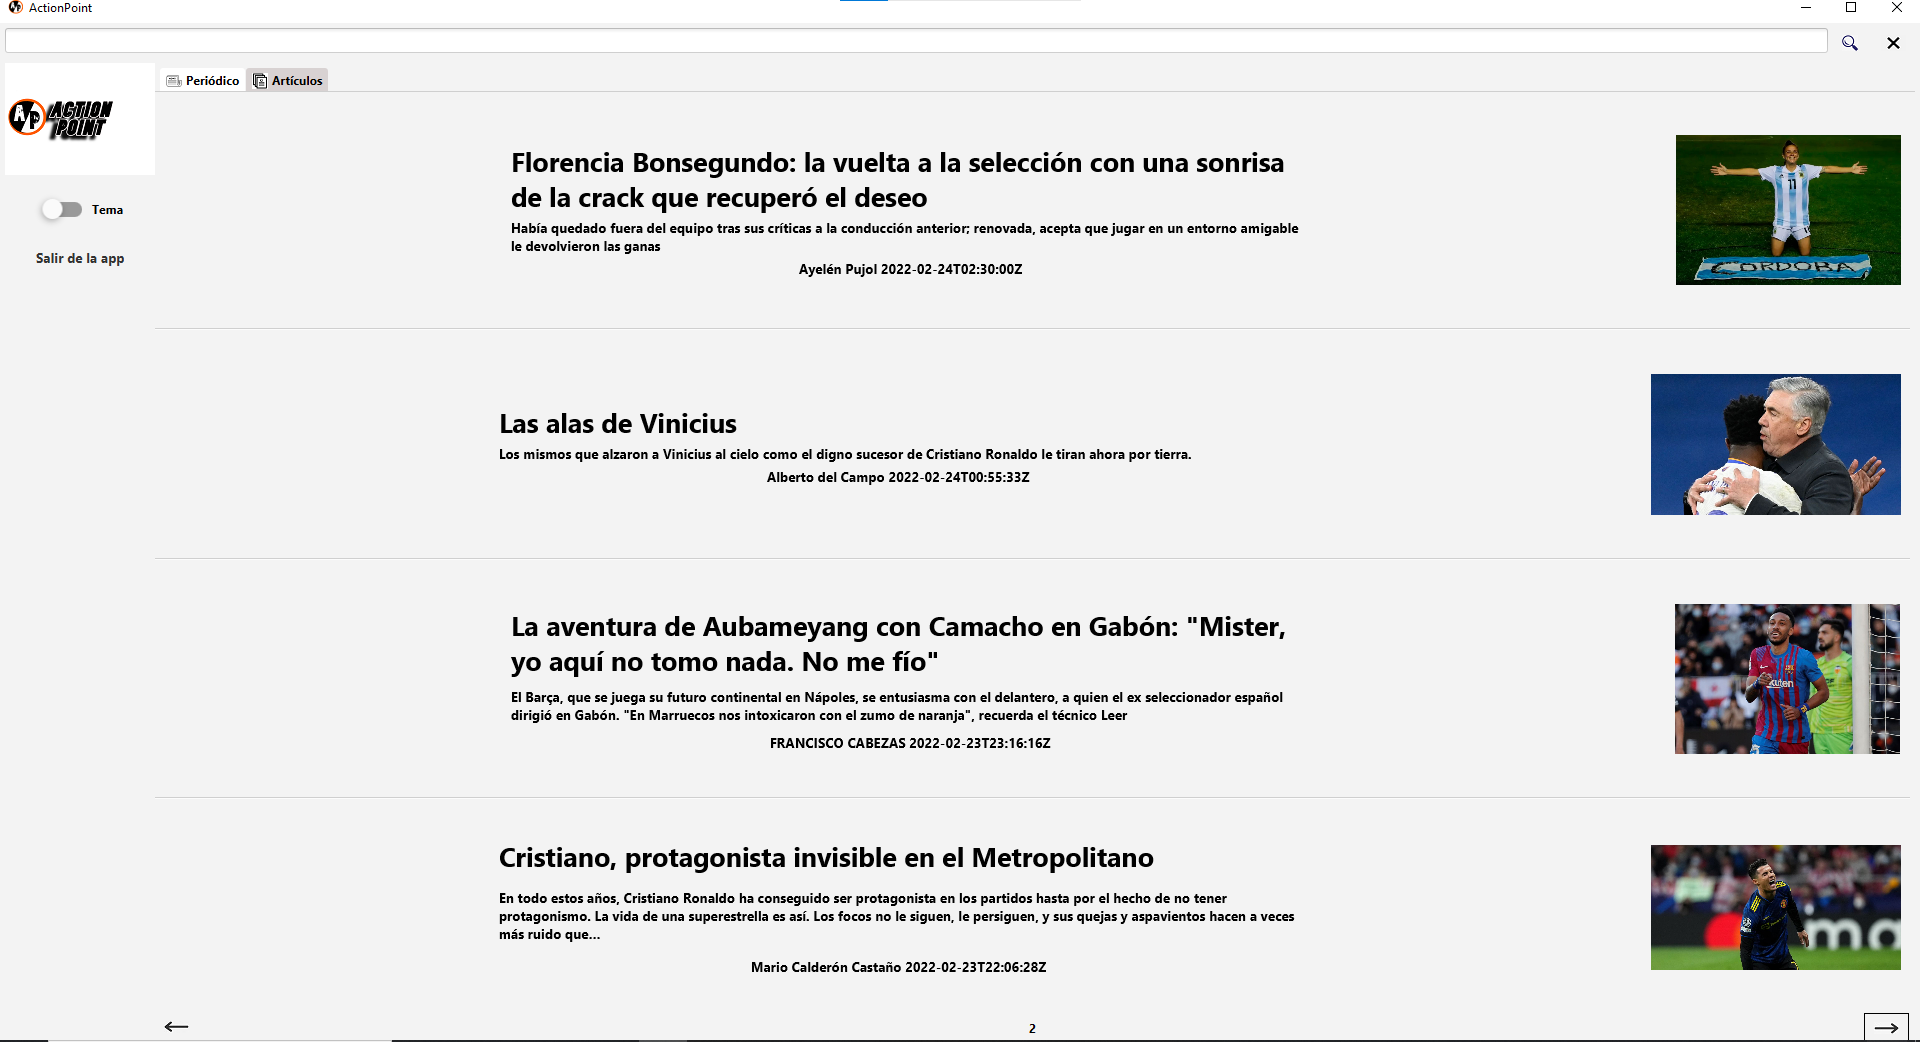 ActionPoint
Periódico
Artículos
AP
ACTION
POINT
Tema
Salir de la app
Florencia Bonsegundo: la vuelta a la selección con una sonrisa
de la crack que recuperó el deseo
Había quedado fuera del equipo tras sus críticas a la conducción anterior; renovada, acepta que jugar en un entorno amigable
le devolvieron las ganas
Ayelén Pujol 2022-02-24T02:30:00Z
11
CORDOBA
Las alas de Vinicius
Los mismos que alzaron a Vinicius al cielo como el digno sucesor de Cristiano Ronaldo le tiran ahora por tierra.
Alberto del Campo 2022-02-24T00:55:33Z
La aventura de Aubameyang con Camacho en Gabón: "Mister,
yo aquí no tomo nada. No me fío"
El Barça, que se juega su futuro continental en Nápoles, se entusiasma con el delantero, a quien el ex seleccionador español
dirigió en Gabón. "En Marruecos nos intoxicaron con el zumo de naranja", recuerda el técnico Leer
FRANCISCO CABEZAS 2022-02-23T23:16:16Z
Cristiano, protagonista invisible en el Metropolitano
En todo estos años, Cristiano Ronaldo ha conseguido ser protagonista en los partidos hasta por el hecho de no tener
protagonismo. La vida de una superestrella es así. Los focos no le siguen, le persiguen, y sus quejas y aspavientos hacen a veces
más ruido que...
Mario Calderón Castaño 2022-02-23T22:06:28Z
ma
2